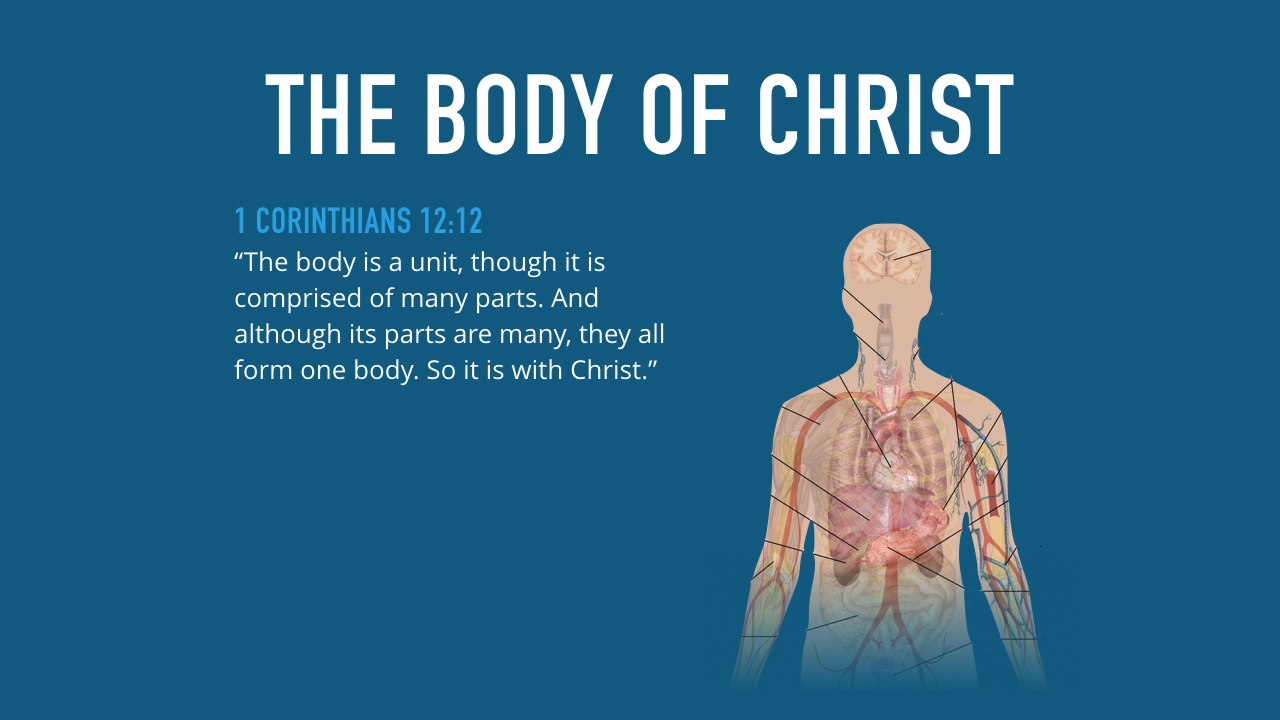 THE BODY OF CHRIST
1 CORINTHIANS 12:12
“The body is a unit, though it is
comprised of many parts. And
although its parts are many, they all
form one body. So it is with Christ.”